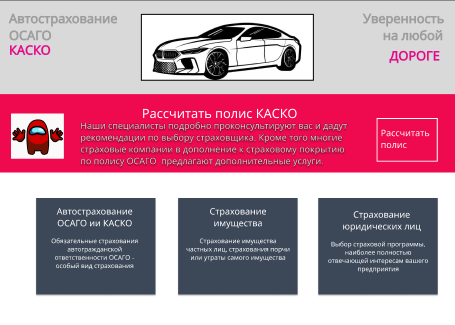 Автострахование
ОСАГО
КАСКО
Уверенность
на любой
ДОРОГЕ
Рассчитать полис КАСКО
Наши специалисты подробно проконсультируют вас и дадут
рекомендации по выбору страховщика. Кроме того многие
страховые компании в дополнение к страховому покрытию
по полису ОСАГО предлагают дополнительные услуги.
Рассчитать
полис
Автострахование
ОСАГО ии КАСКО
Обязательные страхования
автогражданской
ответственности ОСАГО -
особый вид страхования
Страхование
имущества
Страхование имущества
частных лиц, страхования порчи
или утраты самого имущества
Страхование
юридических лиц
Выбор страховой программы,
наиболее полностью
отвечающей интересам вашего
предприятия